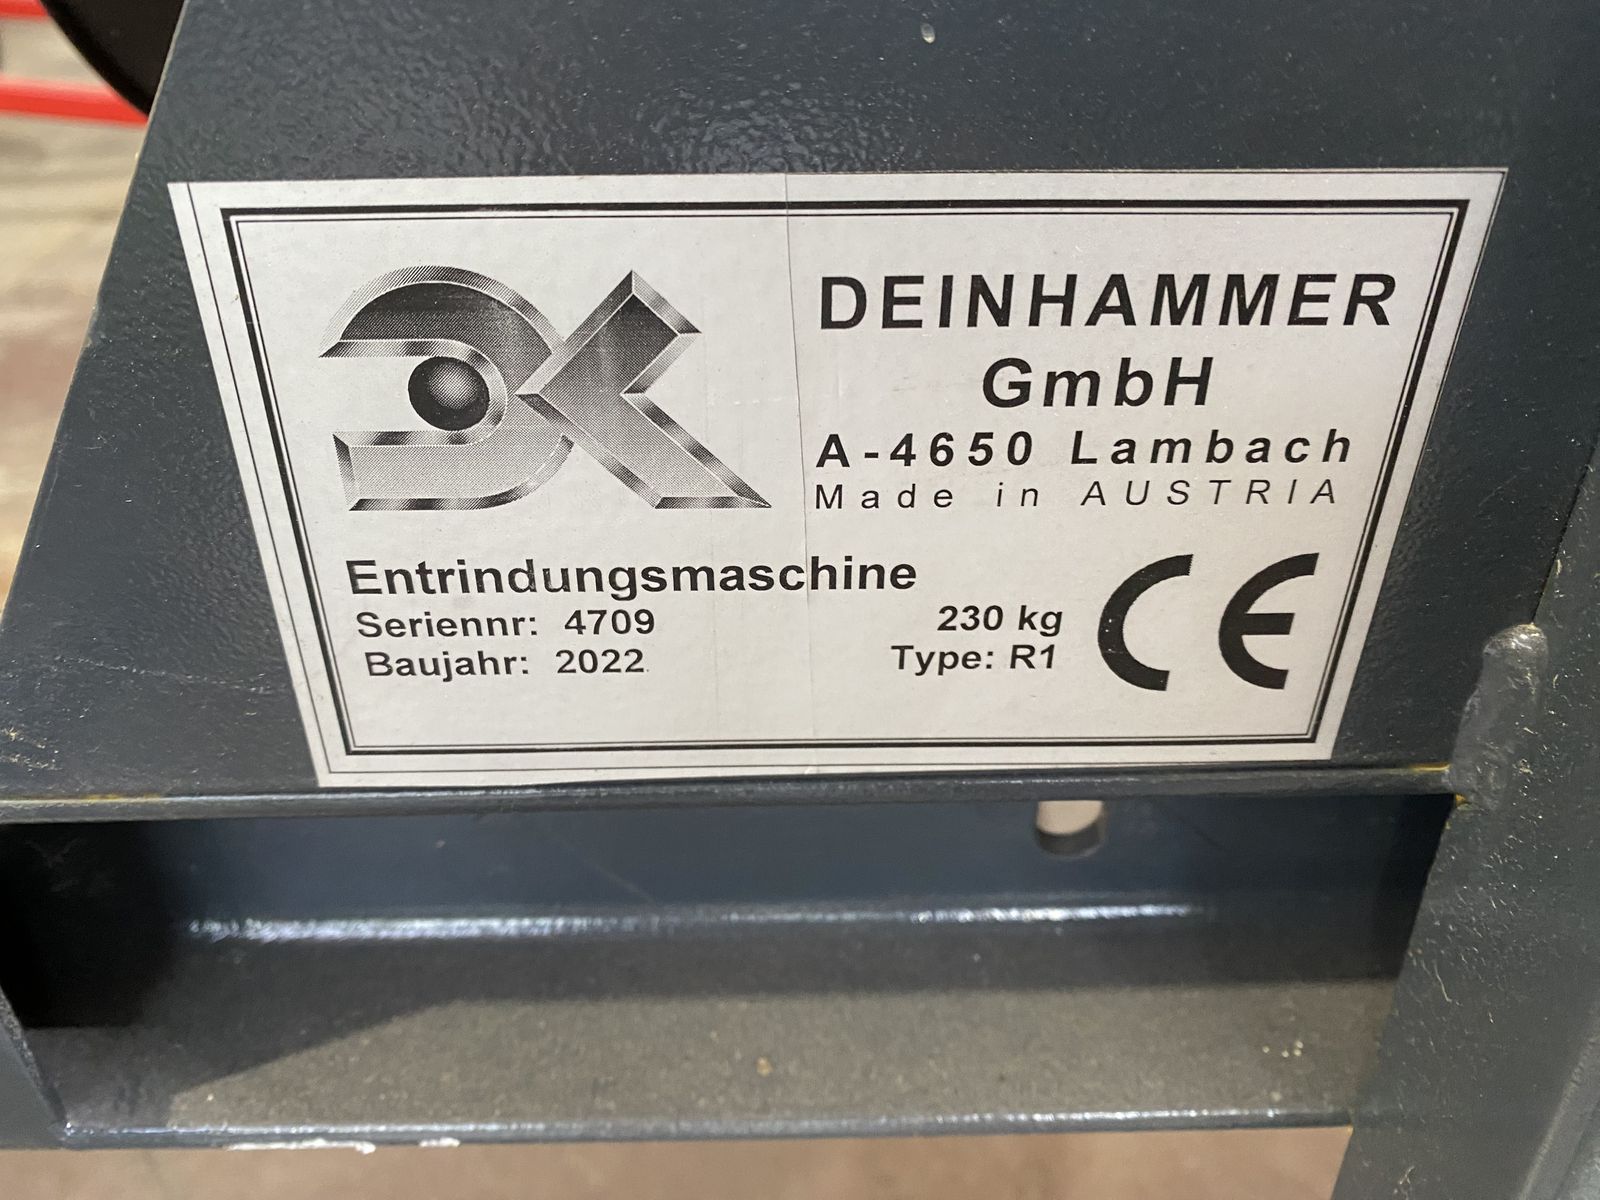 DEINHAMMER
GmbH
A-4650 Lambach
Made in AUSTRIA
Entrindungsmaschine
Seriennr: 4709
Baujahr: 2022
230 kg
Type: R1
CE